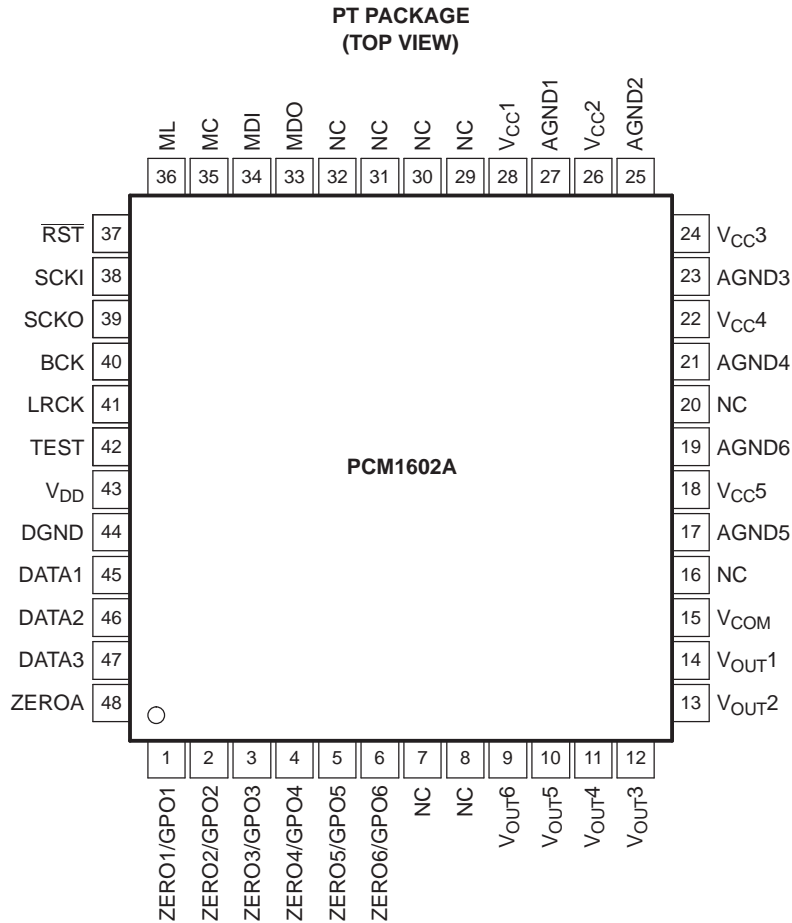 PT PACKAGE
(TOP VIEW)
ML
MC
MDI
MDO
NC
NC
NC
NC
VCC1
AGND1
VCC2
AGND2
36 35 34 33 32 31 30 29 28 27 26 25
RST 37
SCKI 38
SCKO 39
BCK 40
LRCK 41
TEST 42
VDD 43
DGND 44
DATA1 45
DATA2 46
DATA3 47
ZEROA 48
PCM1602A
24 VCC3
23 AGND3
22 VCC4
21 AGND4
20 NC
19 AGND6
18 VCC5
17 AGND5
16 NC
15 VCOM
14 VOUT1
13 VOUT2
1 2 3 4 5 6 7 8 9 10 11 12
ZERO1/GPO1
ZERO2/GPO2
ZERO3/GPO3
ZERO4/GPO4
ZERO5/GPO5
ZERO6/GPO6
NC
NC
VOUT6
VOUT5
VOUT4
VOUT3